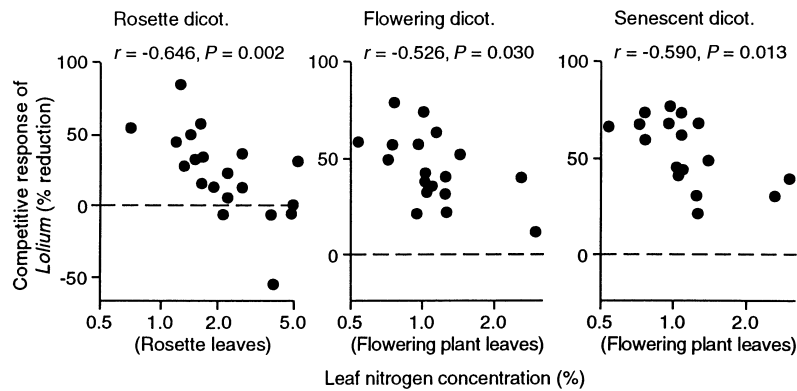 Rosette dicot.
r = -0.646, P = 0.002
Flowering dicot.
r = -0.526, P = 0.030
Senescent dicot.
r = -0.590, P = 0.013
Competitive response of
Lolium (% reduction)
100
50
0
-50
0.5 1.0 2.0 5.0
(Rosette leaves)
100
50
0
0.5 1.0 2.0
(Flowering plant leaves)
100
50
0
0.5 1.0 2.0
(Flowering plant leaves)
Leaf nitrogen concentration (%)